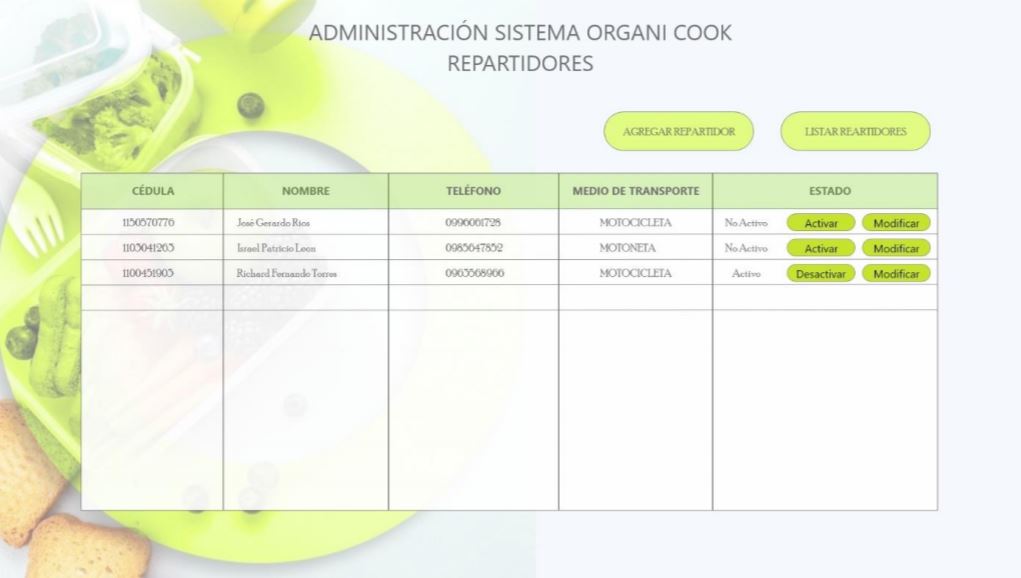 ADMINISTRACIÓN SISTEMA ORGANI COOK
REPARTIDORES
AGREGAR REPARTIDOR LISTAR REARTIDORES
CÉDULA NOMBRE TELÉFONO MEDIO DE TRANSPORTE ESTADO
1150570776 José Gerardo Rios 0996061728 MOTOCICLETA No Activo Activar Modificar
1103041263 Israel Patricio Leon 0985647852 MOTONETA No Activo Activar Modificar
1100451903 Richard Fernando Torres 0963568966 MOTOCICLETA Activo Desactivar Modificar